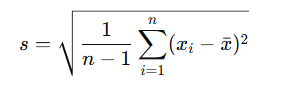 s = √( 1/(n − 1) ∑_{i=1}^{n} (x_i − x̄)² )